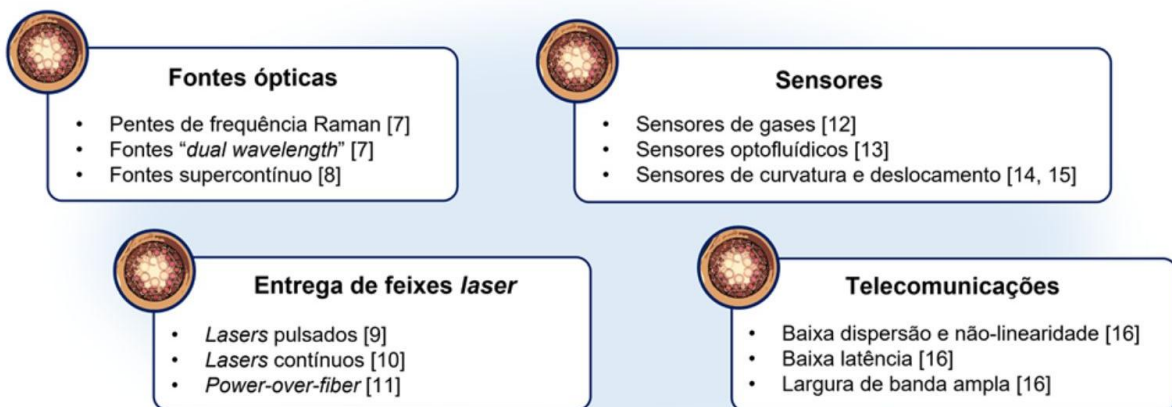 Fontes ópticas
• Pentes de frequência Raman [7]
• Fontes “dual wavelength” [7]
• Fontes supercontínuo [8]
Sensores
• Sensores de gases [12]
• Sensores optofluídicos [13]
• Sensores de curvatura e deslocamento [14, 15]
Entrega de feixes laser
• Lasers pulsados [9]
• Lasers contínuos [10]
• Power-over-fiber [11]
Telecomunicações
• Baixa dispersão e não-linearidade [16]
• Baixa latência [16]
• Largura de banda ampla [16]